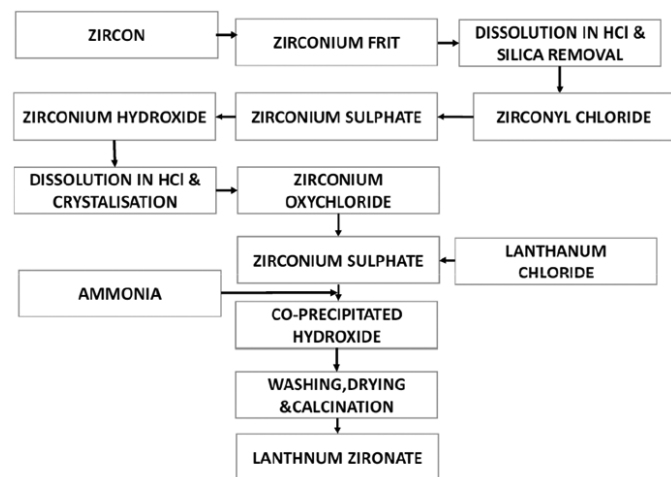 ZIRCON
ZIRCONIUM FRIT
DISSOLUTION IN HCl &
SILICA REMOVAL
ZIRCONIUM HYDROXIDE
ZIRCONIUM SULPHATE
ZIRCONYL CHLORIDE
DISSOLUTION IN HCl &
CRYSTALISATION
ZIRCONIUM
OXYCHLORIDE
ZIRCONIUM SULPHATE
LANTHANUM
CHLORIDE
AMMONIA
CO-PRECIPITATED
HYDROXIDE
WASHING,DRYING
&CALCINATION
LANTHNUM ZIRONATE